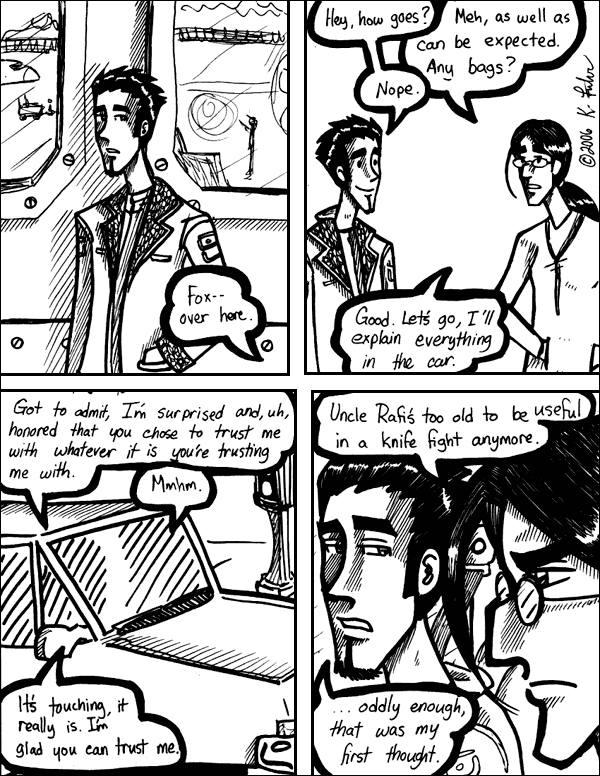 Fox--
over here.
Hey, how goes?
Meh, as well as
can be expected.
Any bags?
Nope.
Good. Let's go, I'll
explain everything
in the car.
©2006 K.
Got to admit, I'm surprised and, uh,
honored that you chose to trust me
with whatever it is you're trusting
me with.
Mmhm.
It's touching, it
really is. I'm
glad you can trust me.
Uncle Rafi's too old to be useful
in a knife fight anymore.
... oddly enough,
that was my
first thought.